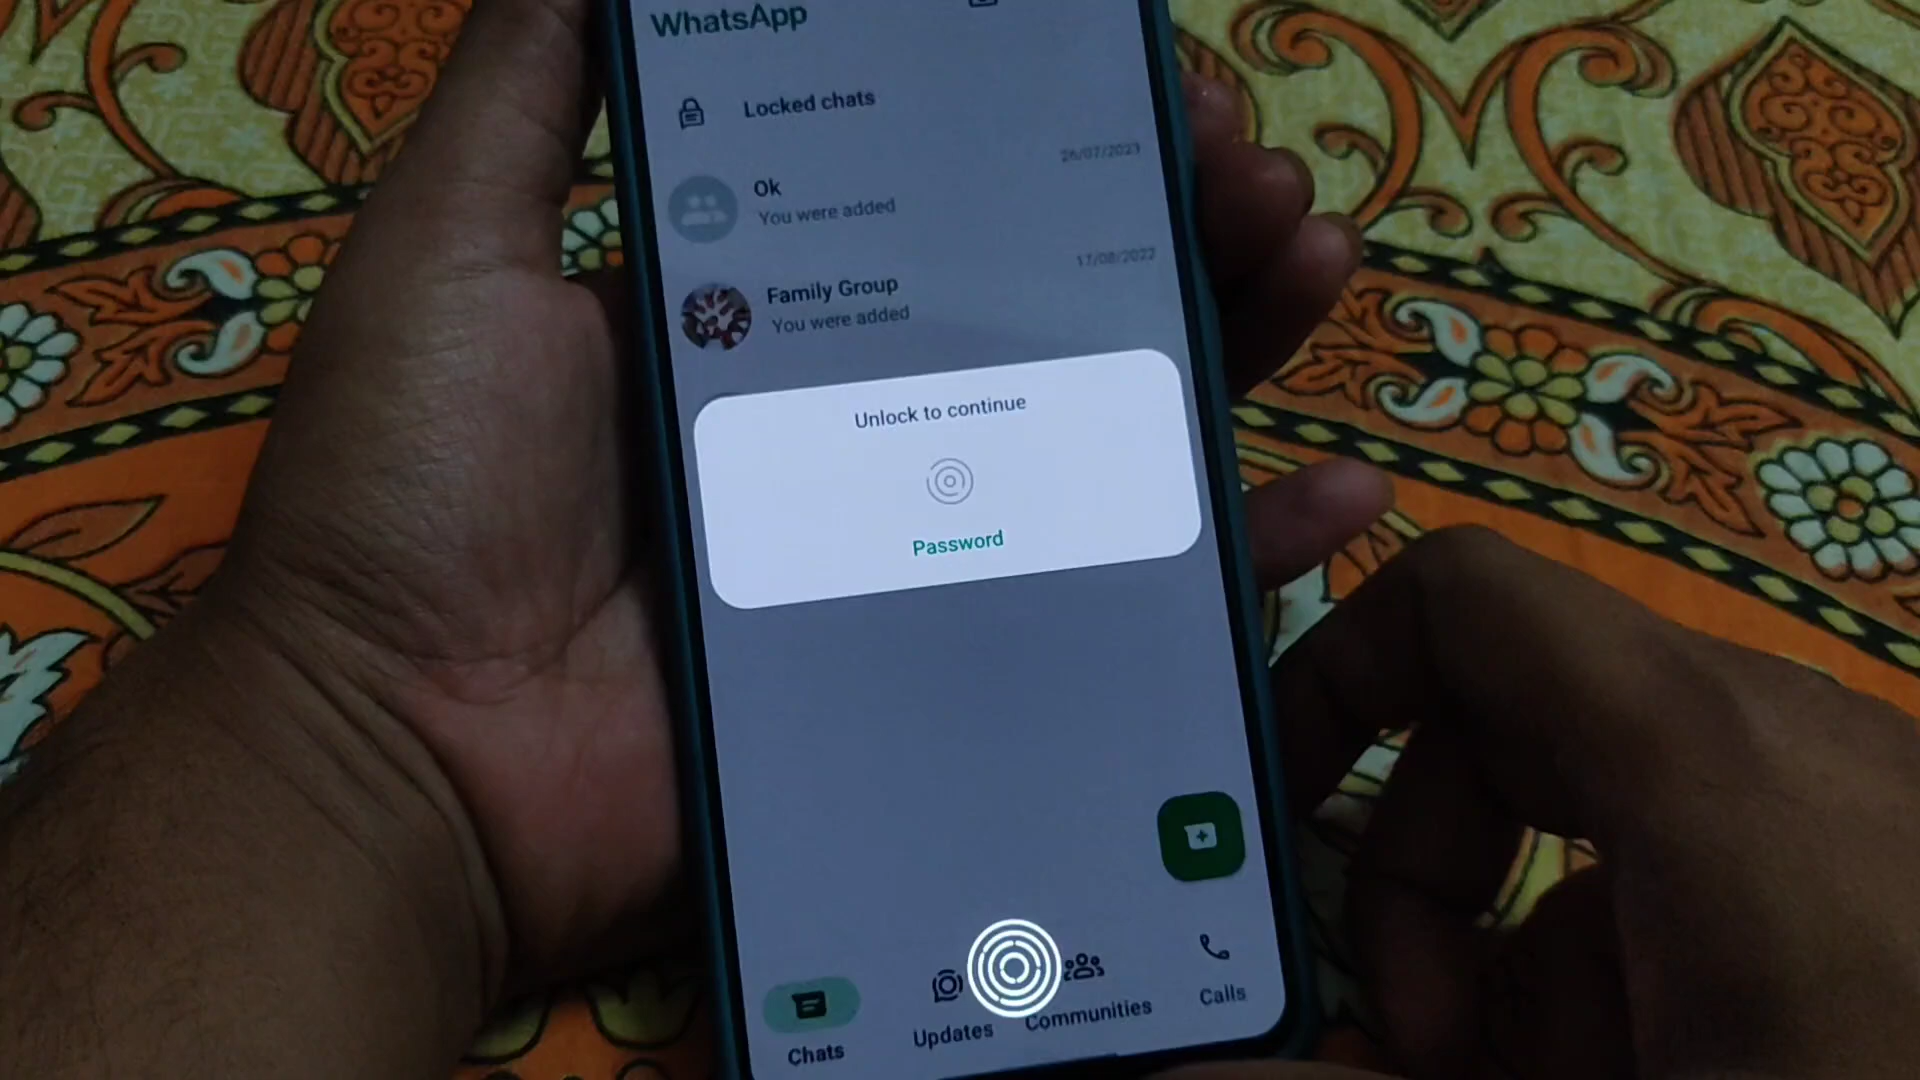 WhatsApp
Locked chats
26/07/2023
Ok
You were added
17/08/2022
Family Group
You were added
Unlock to continue
Password
Chats
Updates
Communities
Calls